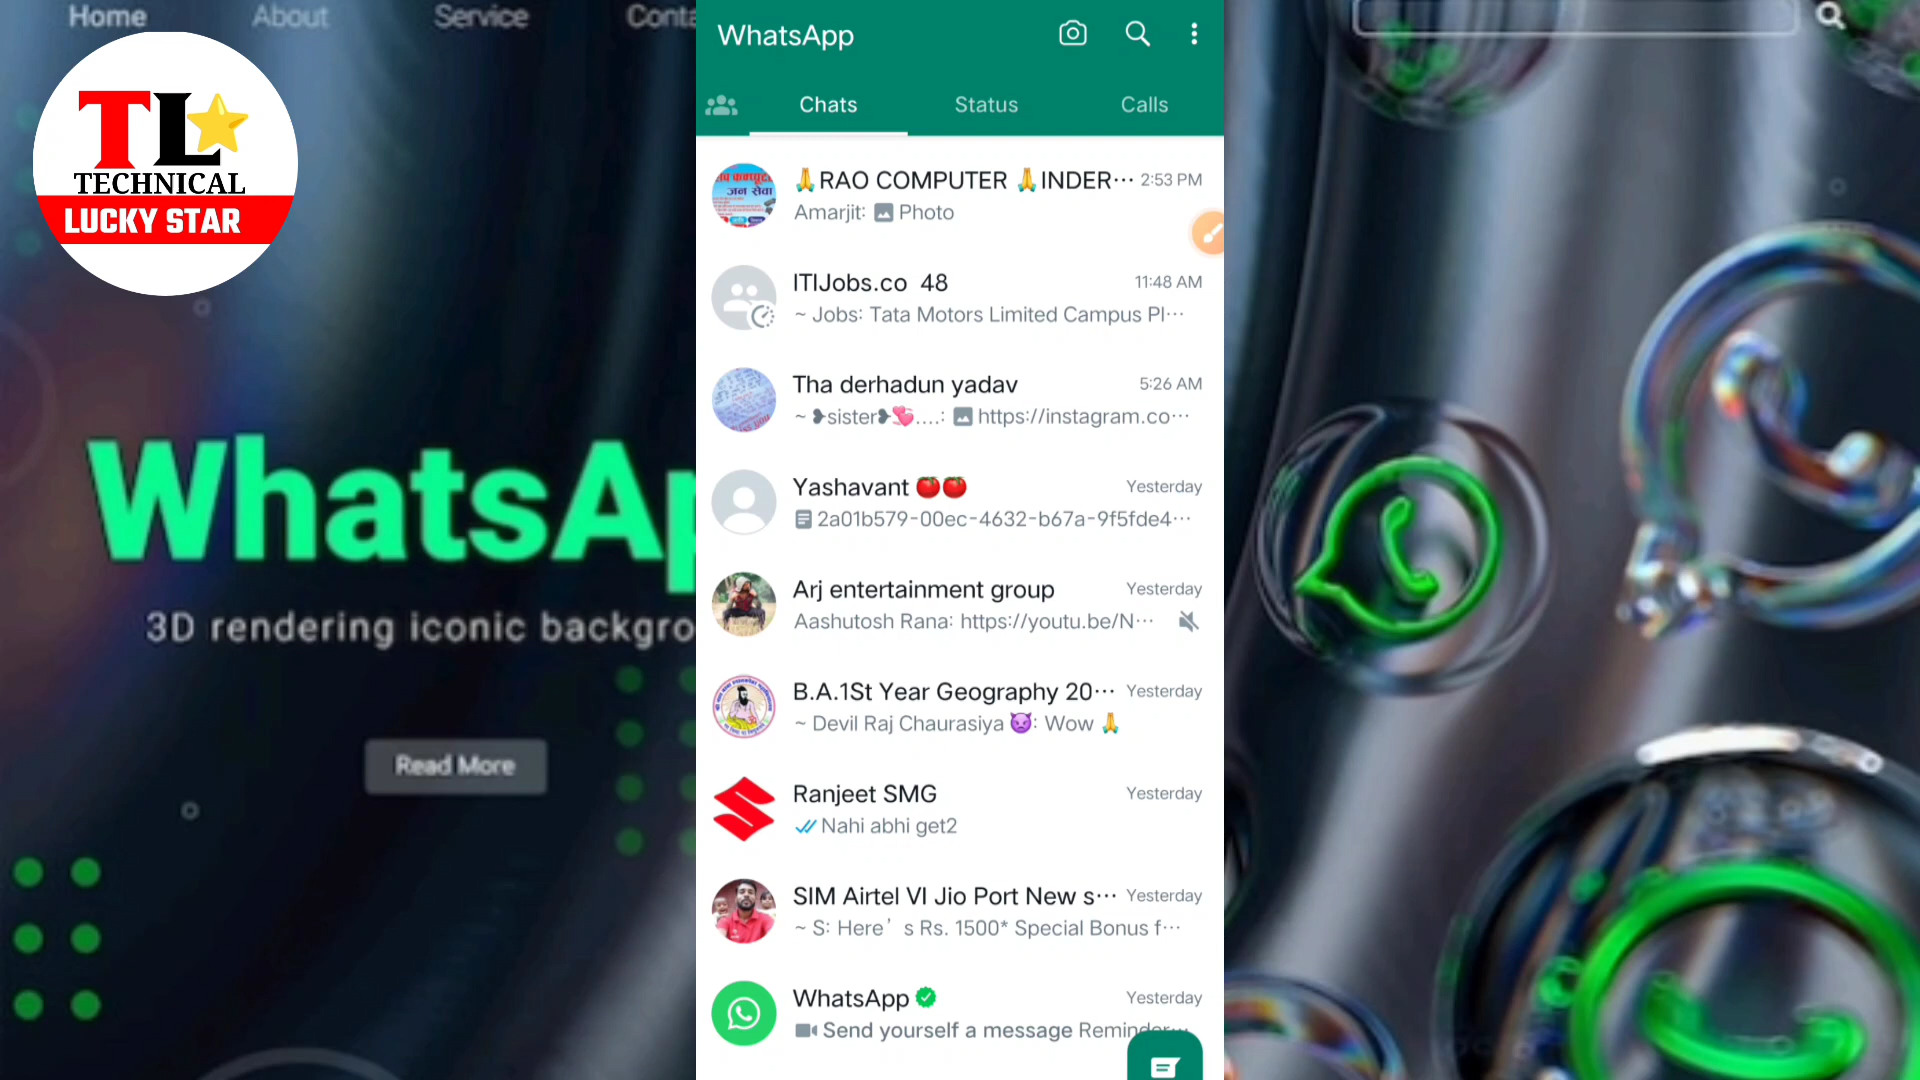 Home About Service Conta
TL
TECHNICAL
LUCKY STAR
WhatsAp
3D rendering iconic backgro
Read More
WhatsApp
Chats Status Calls
🙏RAO COMPUTER 🙏INDER··· 2:53 PM
Amarjit: Photo
जन सेवा
ITIJobs.co 48 11:48 AM
~ Jobs: Tata Motors Limited Campus Pl···
Tha derhadun yadav 5:26 AM
~ ❥sister❥💞....: https://instagram.co···
Yashavant 🍅🍅 Yesterday
2a01b579-00ec-4632-b67a-9f5fde4···
Arj entertainment group Yesterday
Aashutosh Rana: https://youtu.be/N···
B.A.1St Year Geography 20··· Yesterday
~ Devil Raj Chaurasiya 👿: Wow 🙏
Ranjeet SMG Yesterday
Nahi abhi get2
SIM Airtel VI Jio Port New s··· Yesterday
~ S: Here's Rs. 1500* Special Bonus f···
WhatsApp Yesterday
Send yourself a message Reminder···